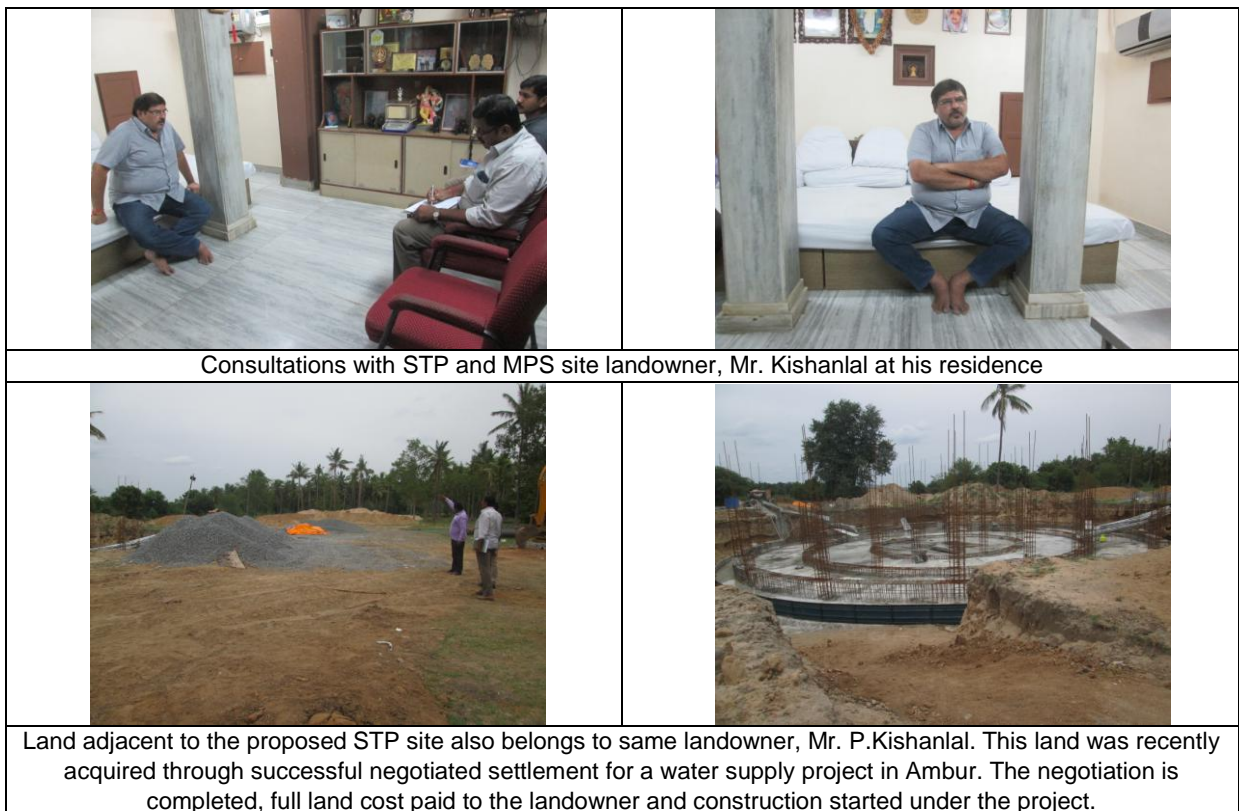 Consultations with STP and MPS site landowner, Mr. Kishanlal at his residence
Land adjacent to the proposed STP site also belongs to same landowner, Mr. P.Kishanlal. This land was recently
acquired through successful negotiated settlement for a water supply project in Ambur. The negotiation is
completed, full land cost paid to the landowner and construction started under the project.